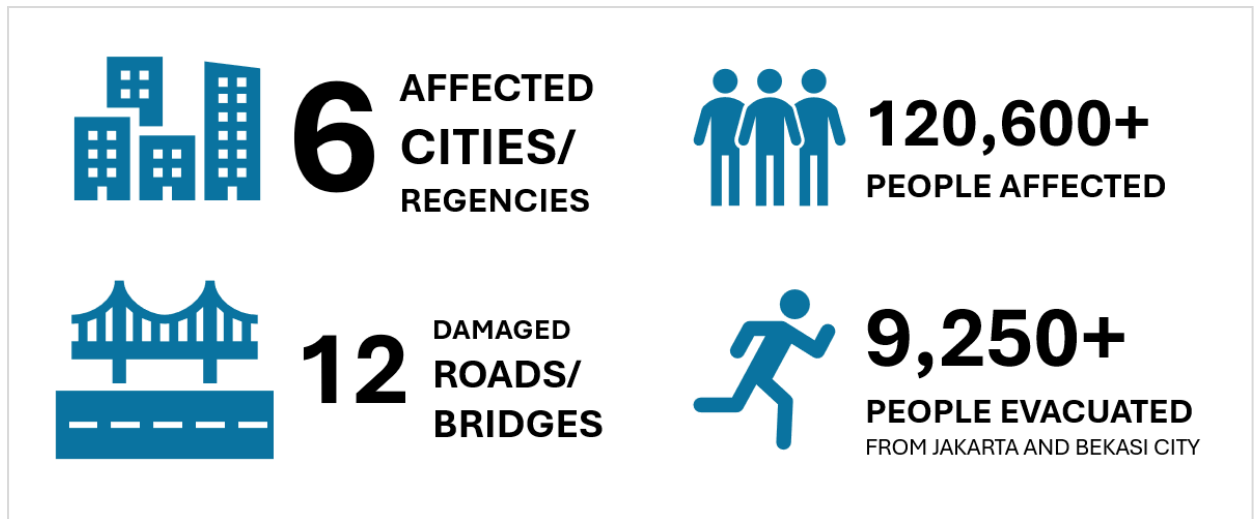 6
AFFECTED
CITIES/
REGENCIES
120,600+
PEOPLE AFFECTED
12
DAMAGED
ROADS/
BRIDGES
9,250+
PEOPLE EVACUATED
FROM JAKARTA AND BEKASI CITY